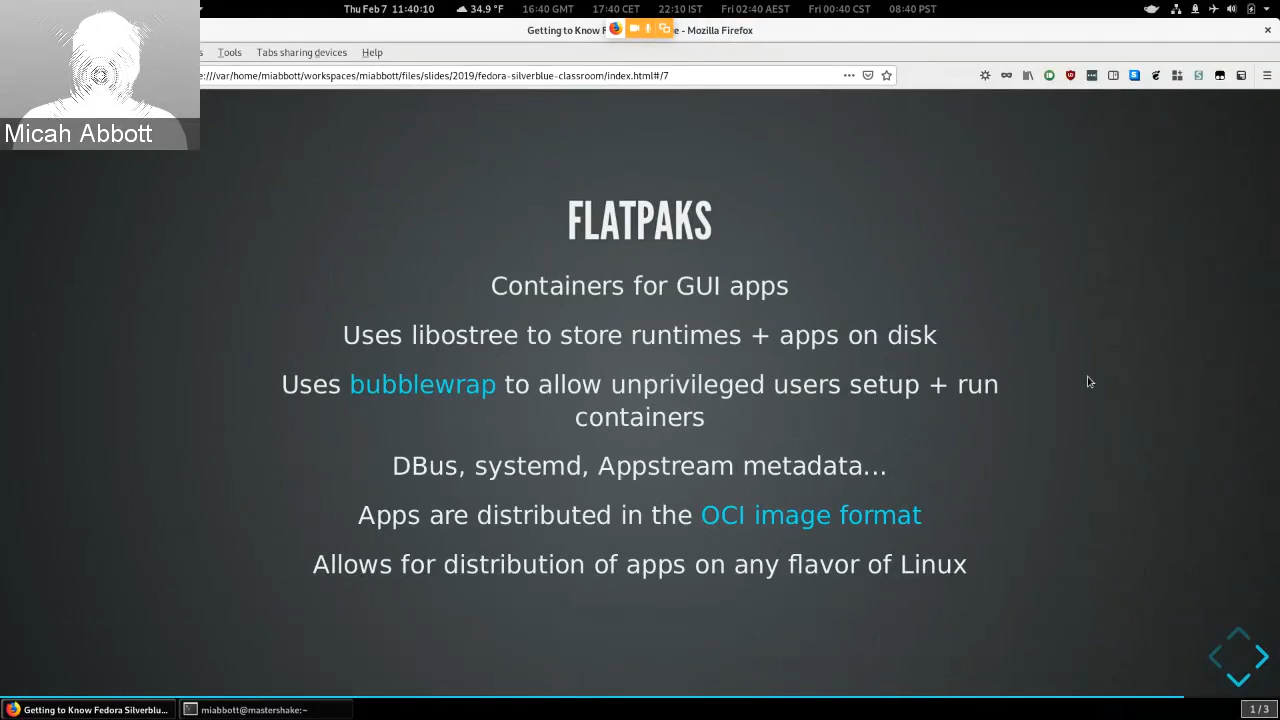 Thu Feb 7 11:40:10
34.9 °F
16:40 GMT
17:40 CET
22:10 IST
Fri 02:40 AEST
Fri 00:40 CST
08:40 PST
Getting to Know F
e - Mozilla Firefox
Tools
Tabs sharing devices
Help
e:///var/home/miabbott/workspaces/miabbott/files/slides/2019/fedora-silverblue-classroom/index.html#/7
Micah Abbott
FLATPAKS
Containers for GUI apps
Uses libostree to store runtimes + apps on disk
Uses bubblewrap to allow unprivileged users setup + run
containers
DBus, systemd, Appstream metadata...
Apps are distributed in the OCI image format
Allows for distribution of apps on any flavor of Linux
Getting to Know Fedora Silverblu...
miabbott@mastershake:~
1 / 3